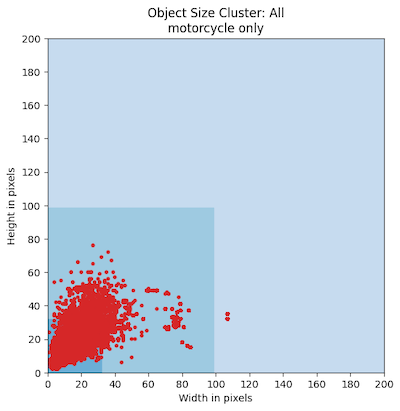 Object Size Cluster: All
motorcycle only
Height in pixels
200
180
160
140
120
100
80
60
40
20
0
0 20 40 60 80 100 120 140 160 180 200
Width in pixels